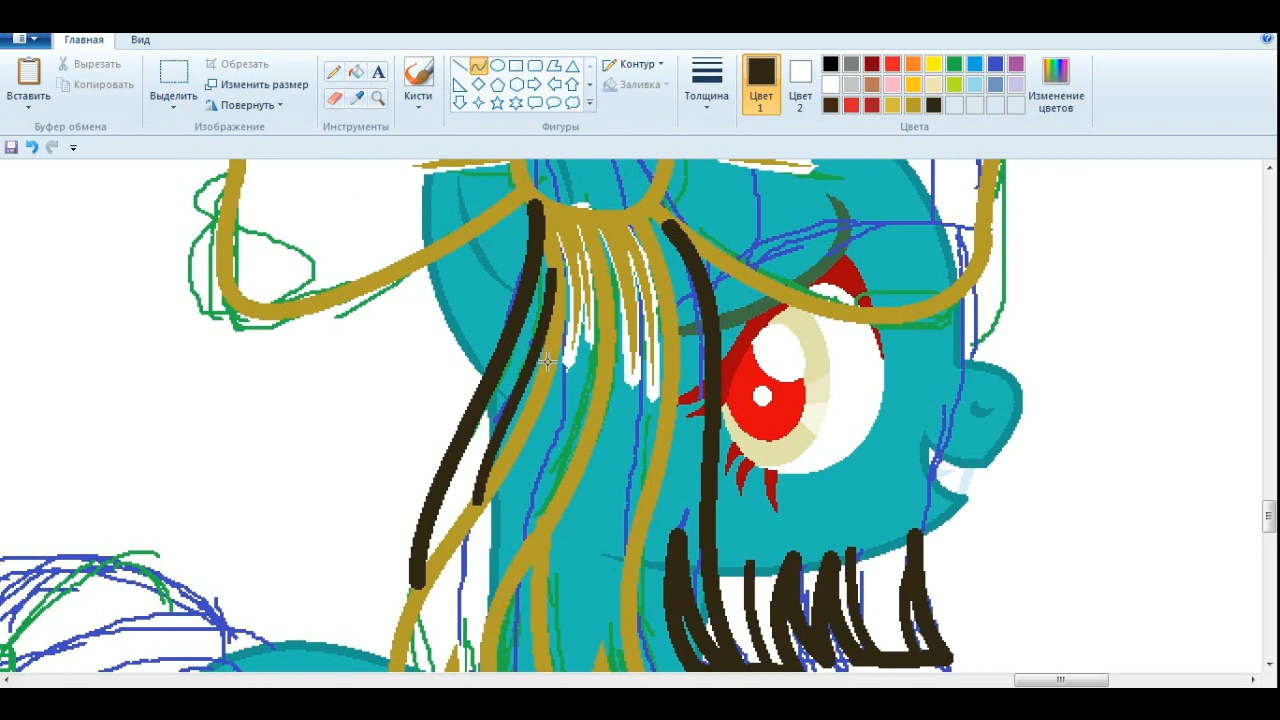 Главная Вид
Вставить
Вырезать
Копировать
Буфер обмена
Выделить
Обрезать
Изменить размер
Повернуть
Изображение
A
Инструменты
Кисти
Контур
Заливка
Фигуры
Толщина
Цвет
1
Цвет
2
Изменение
цветов
Цвета